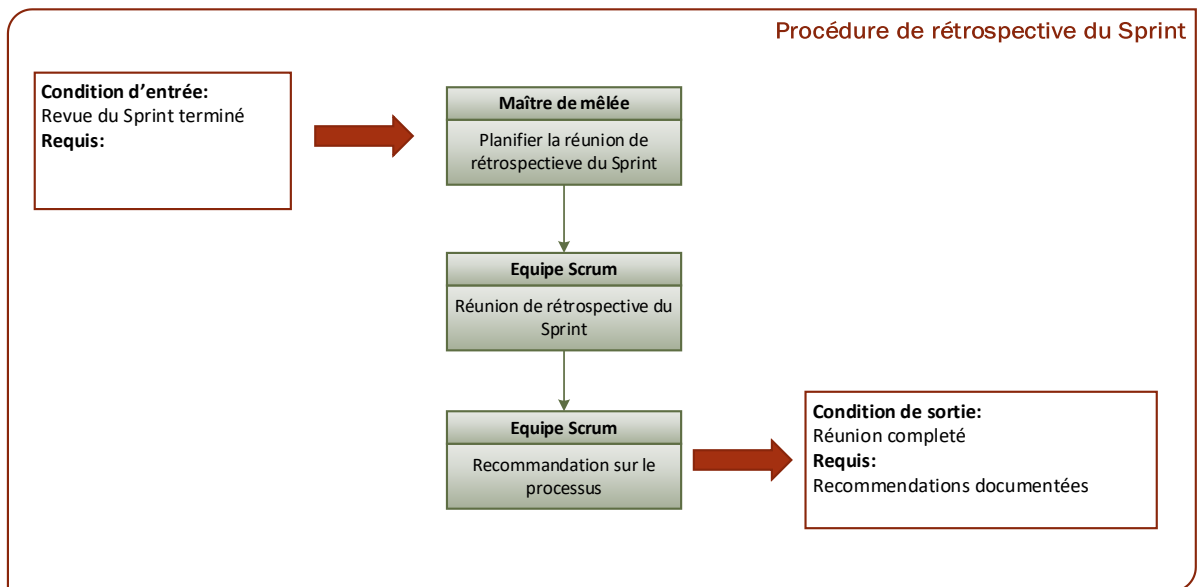 Procédure de rétrospective du Sprint
Condition d’entrée:
Revue du Sprint terminé
Requis:
Maître de mêlée
Planifier la réunion de
rétrospectieve du Sprint
Equipe Scrum
Réunion de rétrospective du
Sprint
Equipe Scrum
Recommandation sur le
processus
Condition de sortie:
Réunion completé
Requis:
Recommendations documentées